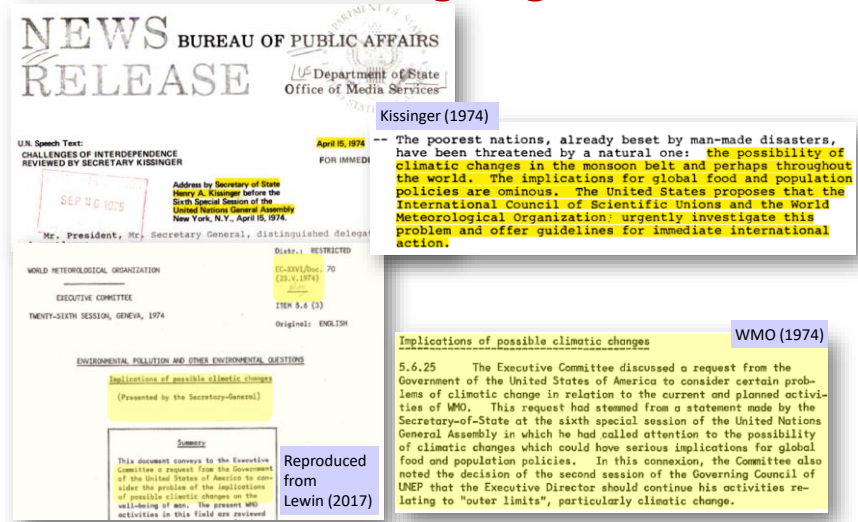 NEWS
BUREAU OF PUBLIC AFFAIRS
RELEASE
Department of State
Office of Media Services
Kissinger (1974)
U.N. Speech Text:
CHALLENGES OF INTERDEPENDENCE
REVIEWED BY SECRETARY KISSINGER
April 15, 1974
FOR IMMEDI
SEP 26 1975
Address by Secretary of State
Henry A. Kissinger before the
Sixth Special Session of the
United Nations General Assembly
New York, N.Y., April 15, 1974.
Mr. President, Mr. Secretary General, distinguished delegat
-- The poorest nations, already beset by man-made disasters,
have been threatened by a natural one: the possibility of
climatic changes in the monsoon belt and perhaps throughout
the world. The implications for global food and population
policies are ominous. The United States proposes that the
International Council of Scientific Unions and the World
Meteorological Organization; urgently investigate this
problem and offer guidelines for immediate international
action.
Distr.: RESTRICTED
WORLD METEOROLOGICAL ORGANIZATION
EC-XXVI/Doc. 70
(23.V.1974)
EXECUTIVE COMMITTEE
ITEM 5.6 (3)
TWENTY-SIXTH SESSION, GENEVA, 1974
Original: ENGLISH
ENVIRONMENTAL POLLUTION AND OTHER ENVIRONMENTAL QUESTIONS
Implications of possible climatic changes
(Presented by the Secretary-General)
Summary
This document conveys to the Executive
Committee a request from the Government
of the United States of America to con-
sider the problem of the implications
of possible climatic changes on the
well-being of man. The present WMO
activities in this field are reviewed
Reproduced
from
Lewin (2017)
WMO (1974)
Implications of possible climatic changes
5.6.25 The Executive Committee discussed a request from the
Government of the United States of America to consider certain prob-
lems of climatic change in relation to the current and planned activi-
ties of WMO. This request had stemmed from a statement made by the
Secretary-of-State at the sixth special session of the United Nations
General Assembly in which he had called attention to the possibility
of climatic changes which could have serious implications for global
food and population policies. In this connexion, the Committee also
noted the decision of the second session of the Governing Council of
UNEP that the Executive Director should continue his activities re-
lating to "outer limits", particularly climatic change.